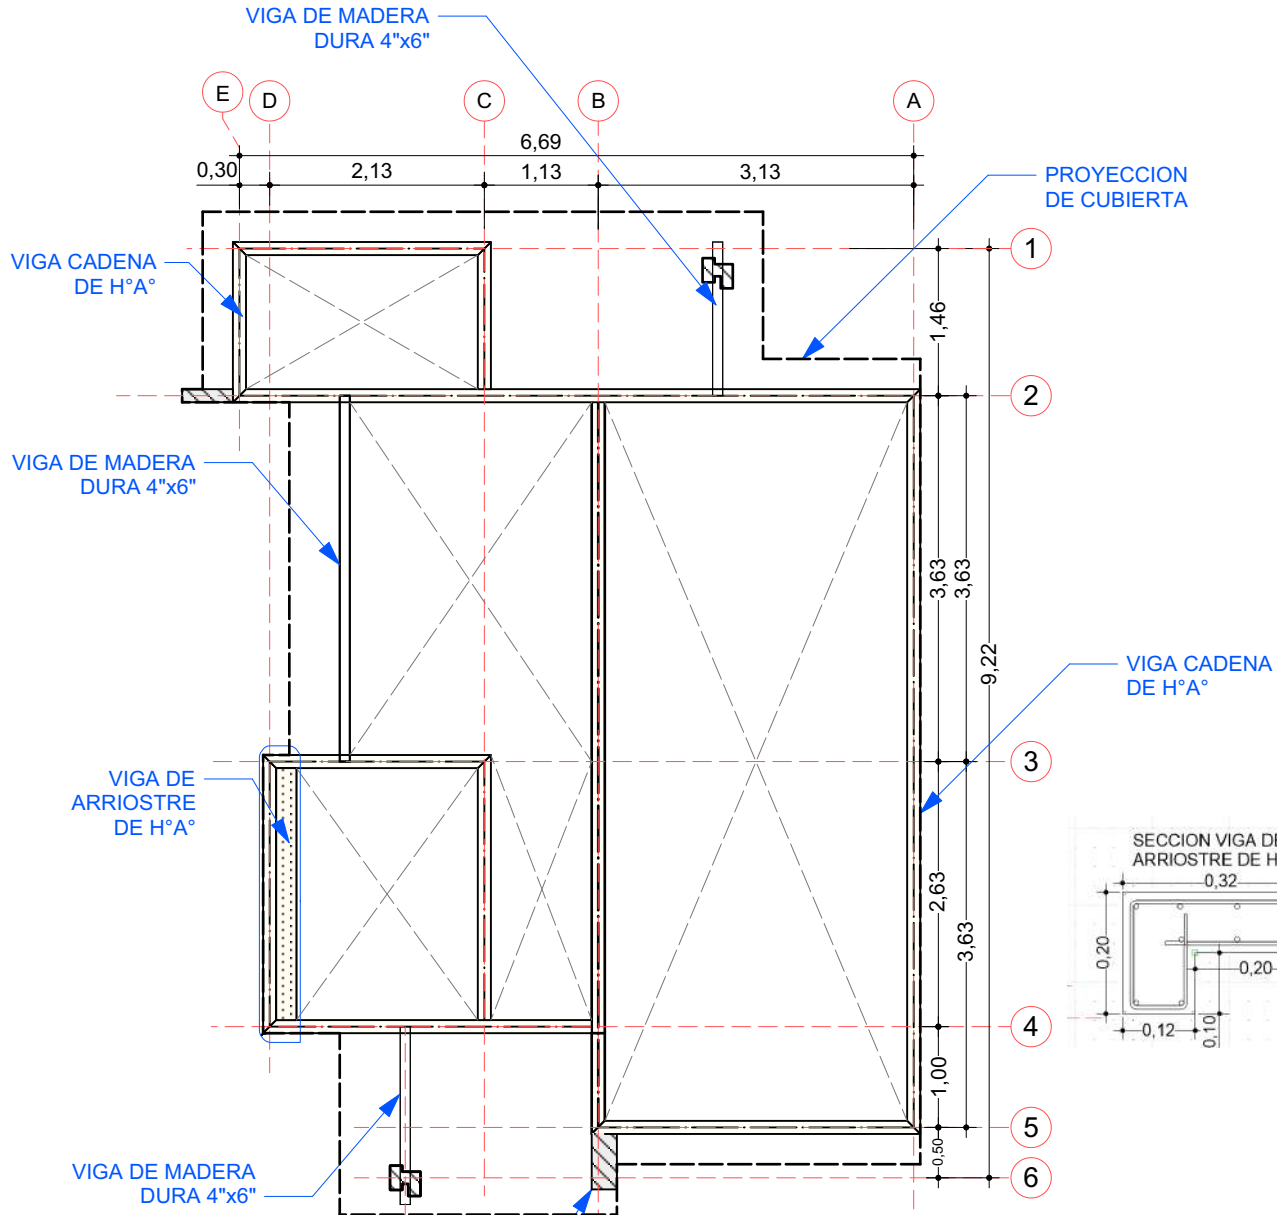 VIGA DE MADERA
DURA 4"x6"
E
D
C
B
A
6,69
0,30
2,13
1,13
3,13
PROYECCION
DE CUBIERTA
1
VIGA CADENA
DE H°A°
1,46
2
VIGA DE MADERA
DURA 4"x6"
3,63
3,63
9,22
VIGA CADENA
DE H°A°
3
VIGA DE
ARRIOSTRE
DE H°A°
2,63
3,63
SECCION VIGA DE
ARRIOSTRE DE H
0,32
0,20
0,20
0,12
0,10
4
1,00
5
0,50
6
VIGA DE MADERA
DURA 4"x6"